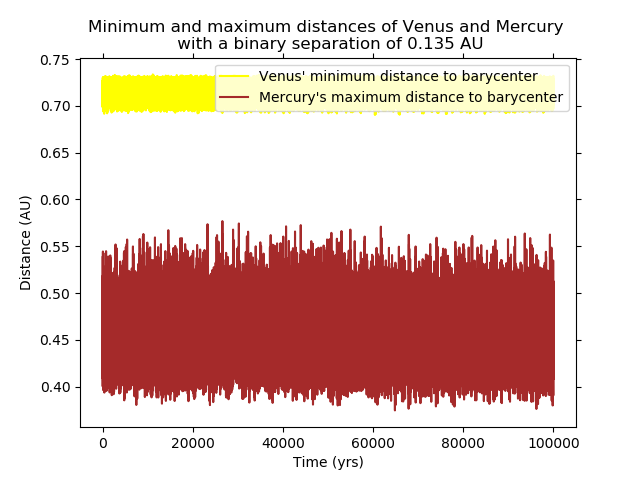 Minimum and maximum distances of Venus and Mercury
with a binary separation of 0.135 AU
Venus' minimum distance to barycenter
Mercury's maximum distance to barycenter
Distance (AU)
0.75
0.70
0.65
0.60
0.55
0.50
0.45
0.40
0
20000
40000
60000
80000
100000
Time (yrs)